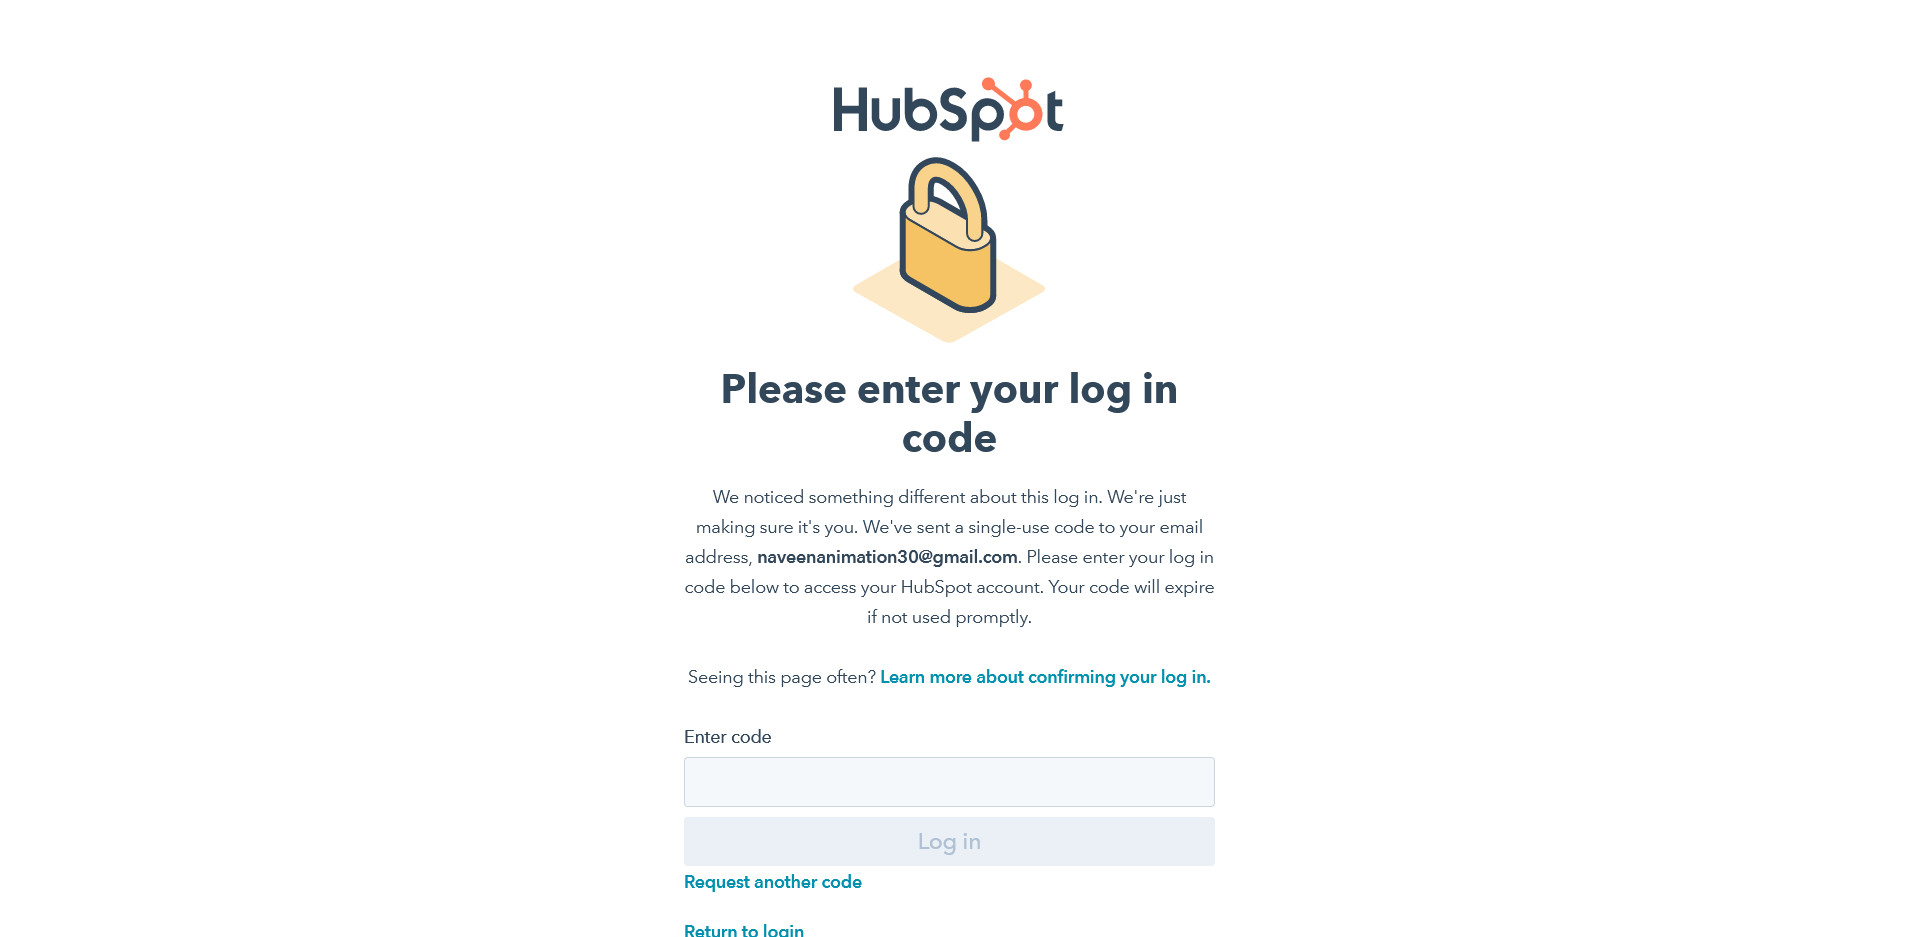 HubSpot
Please enter your log in
code
We noticed something different about this log in. We're just
making sure it's you. We've sent a single-use code to your email
address, naveenanimation30@gmail.com. Please enter your log in
code below to access your HubSpot account. Your code will expire
if not used promptly.
Seeing this page often? Learn more about confirming your log in.
Enter code
Log in
Request another code
Return to login